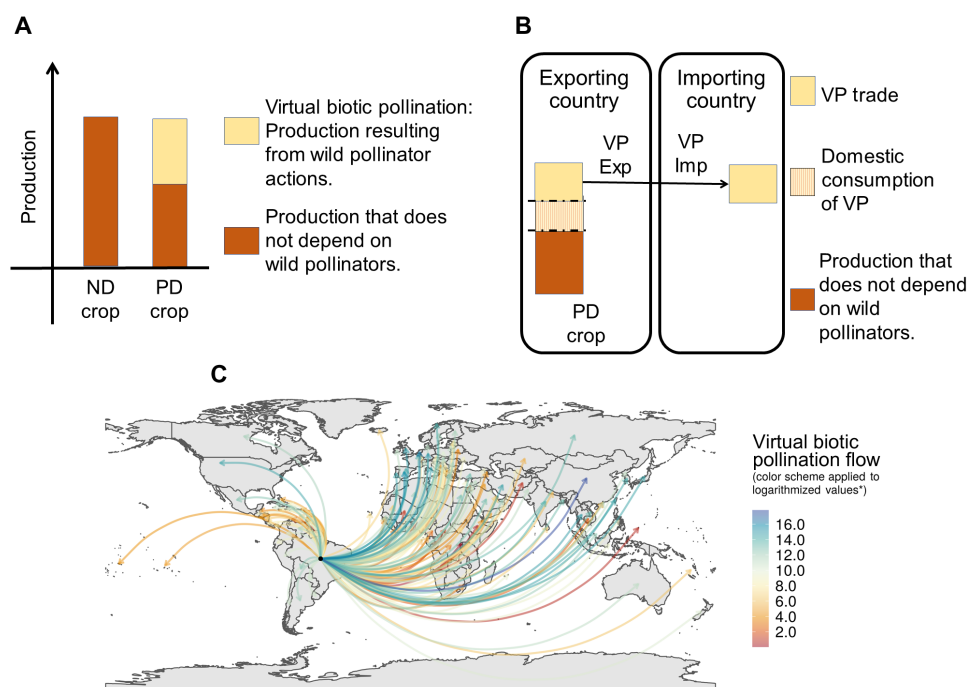 A
Production
ND
crop
PD
crop
Virtual biotic pollination:
Production resulting
from wild pollinator
actions.
Production that does
not depend on
wild pollinators.
B
Exporting
country
Importing
country
VP
Exp
VP
Imp
PD
crop
VP trade
Domestic
consumption
of VP
Production that
does not depend
on wild
pollinators.
C
Virtual biotic
pollination flow
(color scheme applied to
logarithmized values*)
16.0
14.0
12.0
10.0
8.0
6.0
4.0
2.0